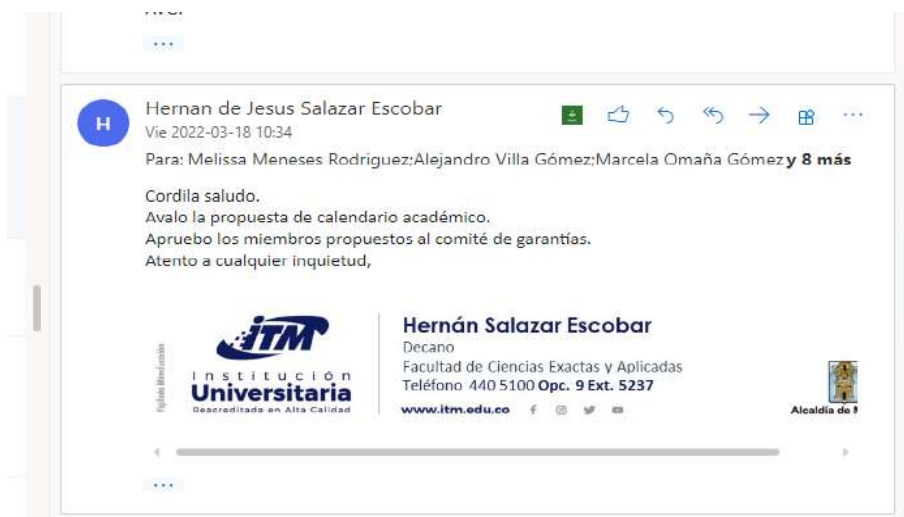 H
Hernan de Jesus Salazar Escobar
Vie 2022-03-18 10:34
Para: Melissa Meneses Rodriguez;Alejandro Villa Gómez;Marcela Omaña Gómez y 8 más
Cordila saludo.
Avalo la propuesta de calendario académico.
Apruebo los miembros propuestos al comité de garantías.
Atento a cualquier inquietud,
Vigilada Mineducación
iTM
Institución
Universitaria
Reacreditada en Alta Calidad
Hernán Salazar Escobar
Decano
Facultad de Ciencias Exactas y Aplicadas
Teléfono 440 5100 Opc. 9 Ext. 5237
www.itm.edu.co
Alcaldía de